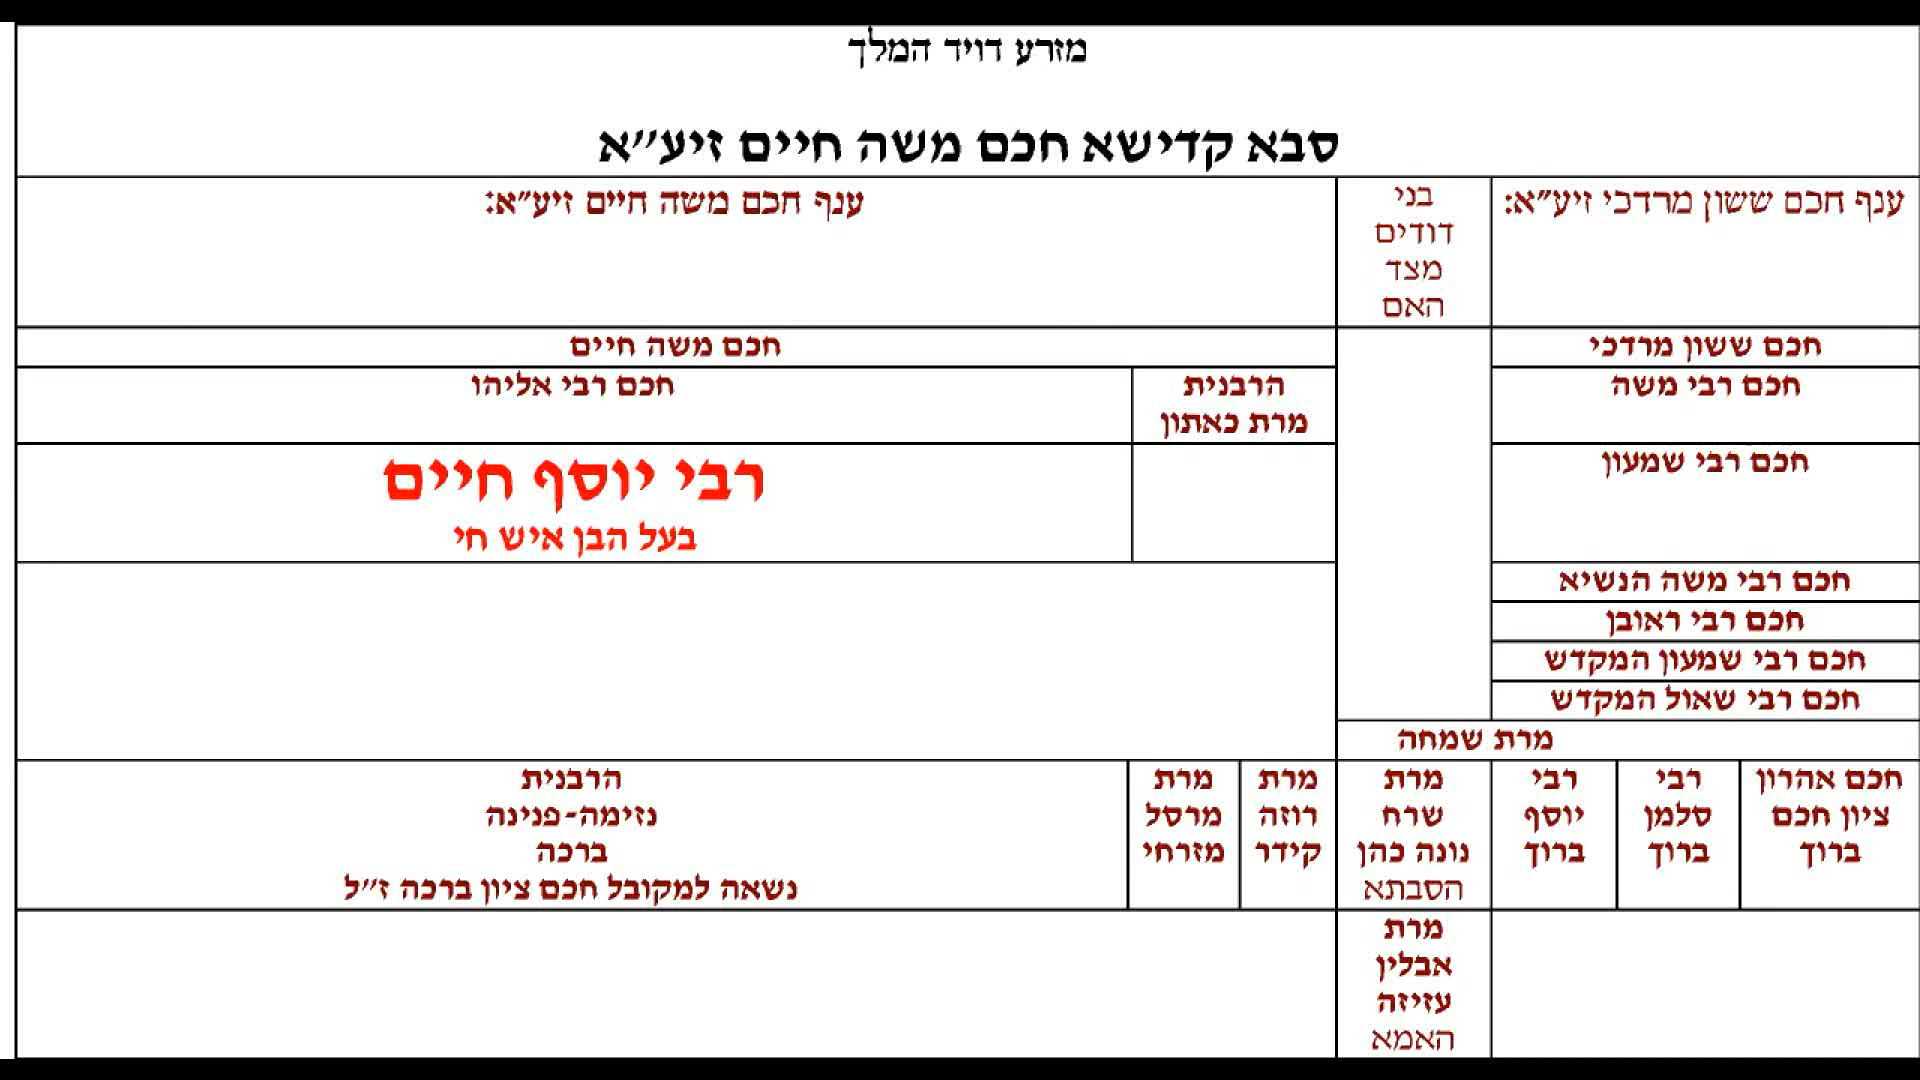 מזרע דויד המלך
סבא קדישא חכם משה חיים זיע"א
ענף חכם ששון מרדכי זיע"א:
בני
דודים
מצד
האם
ענף חכם משה חיים זיע"א:
חכם ששון מרדכי
חכם משה חיים
חכם רבי משה
הרבנית
מרת כאתון
חכם רבי אליהו
חכם רבי שמעון
רבי יוסף חיים
בעל הבן איש חי
חכם רבי משה הנשיא
חכם רבי ראובן
חכם רבי שמעון המקדש
חכם רבי שאול המקדש
מרת שמחה
חכם אהרון
ציון חכם
ברוך
רבי
סלמן
ברוך
רבי
יוסף
ברוך
מרת
שרח
נונה כהן
הסבתא
מרת
רוזה
קידר
מרת
מרסל
מזרחי
הרבנית
נזימה-פנינה
ברכה
נשאה למקובל חכם ציון ברכה ז"ל
מרת
אבלין
עזיזה
האמא